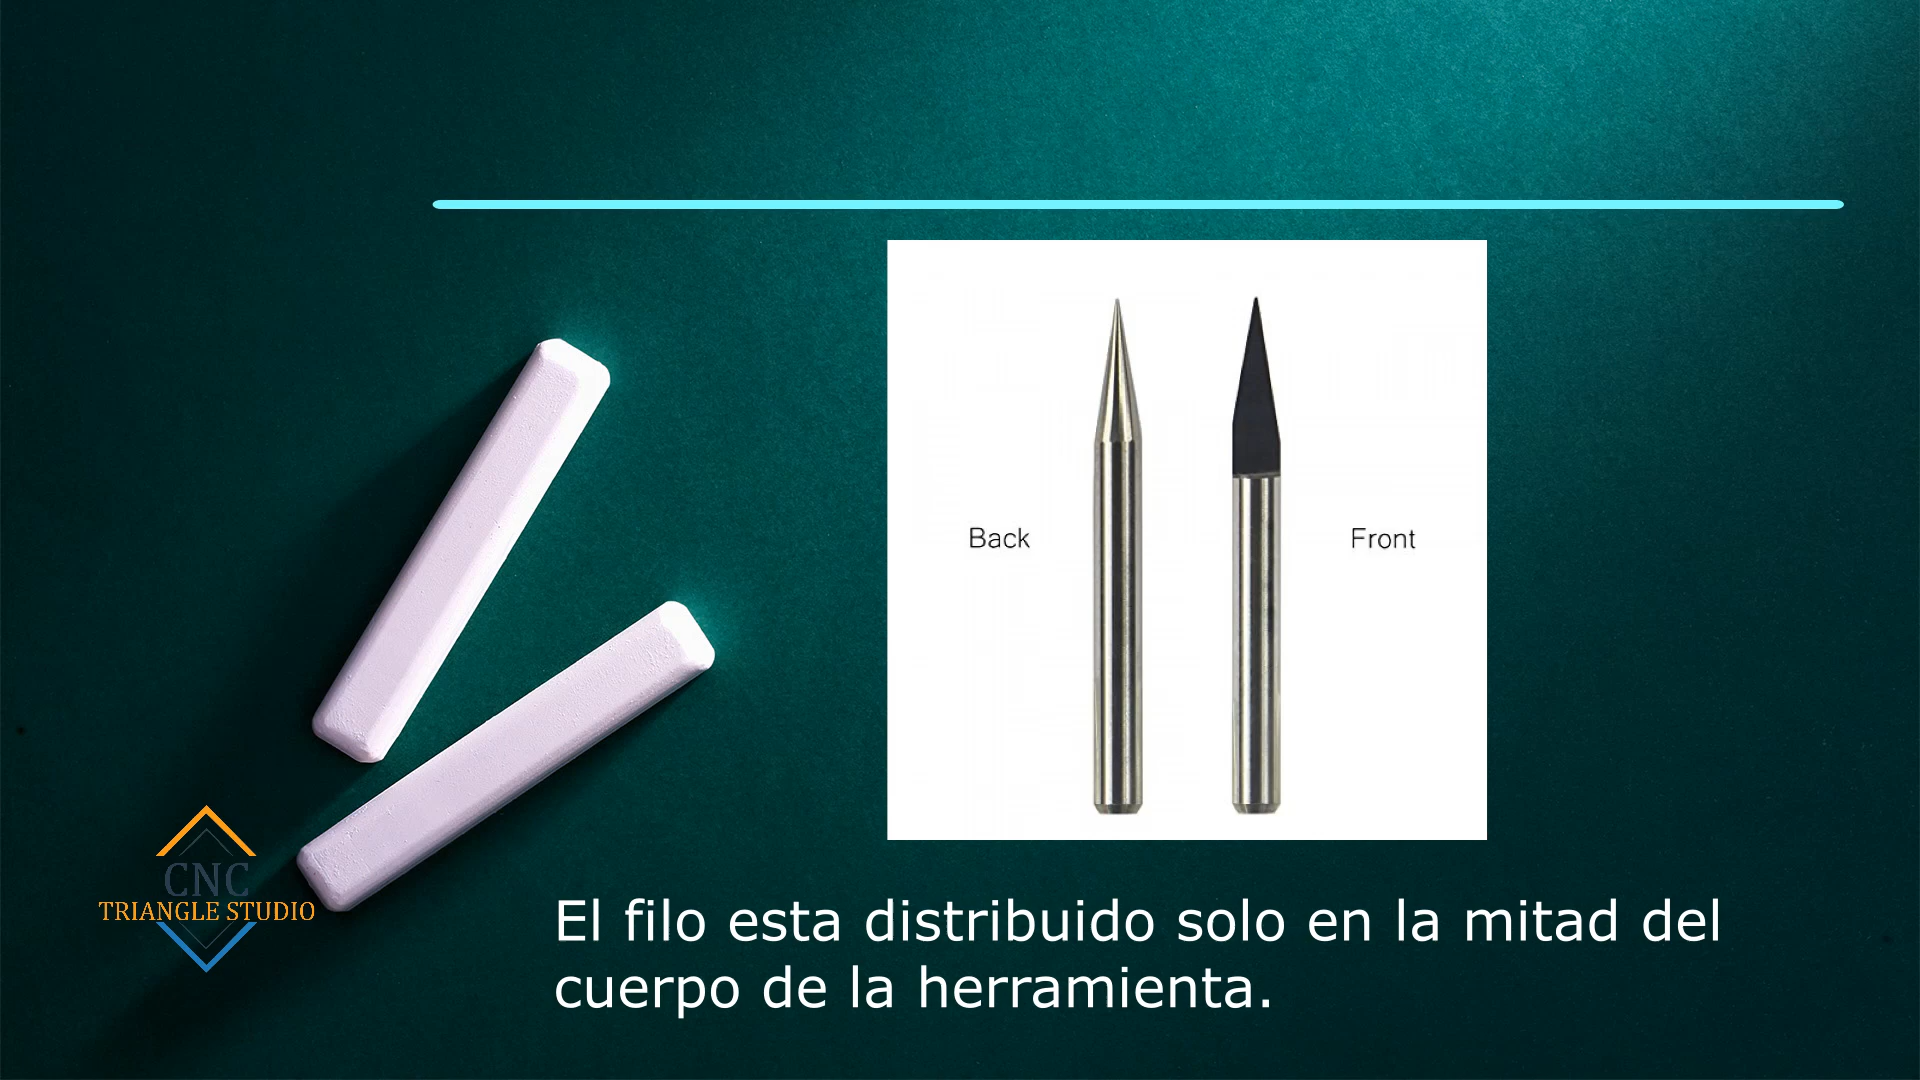 Back
Front
CNC
TRIANGLE STUDIO
El filo esta distribuido solo en la mitad del
cuerpo de la herramienta.